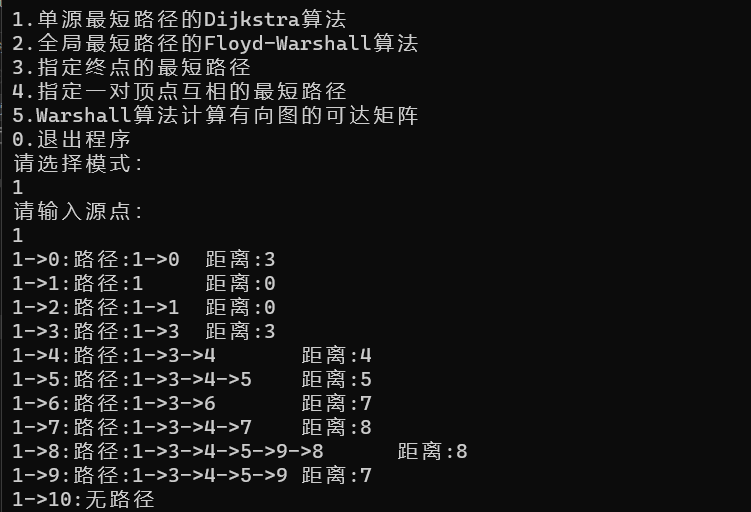 1.单源最短路径的Dijkstra算法
2.全局最短路径的Floyd-Warshall算法
3.指定终点的最短路径
4.指定一对顶点互相的最短路径
5.Warshall算法计算有向图的可达矩阵
0.退出程序
请选择模式:
1
请输入源点:
1
1->0:路径:1->0  距离:3
1->1:路径:1     距离:0
1->2:路径:1->1  距离:0
1->3:路径:1->3  距离:3
1->4:路径:1->3->4       距离:4
1->5:路径:1->3->4->5    距离:5
1->6:路径:1->3->6       距离:7
1->7:路径:1->3->4->7    距离:8
1->8:路径:1->3->4->5->9->8      距离:8
1->9:路径:1->3->4->5->9 距离:7
1->10:无路径